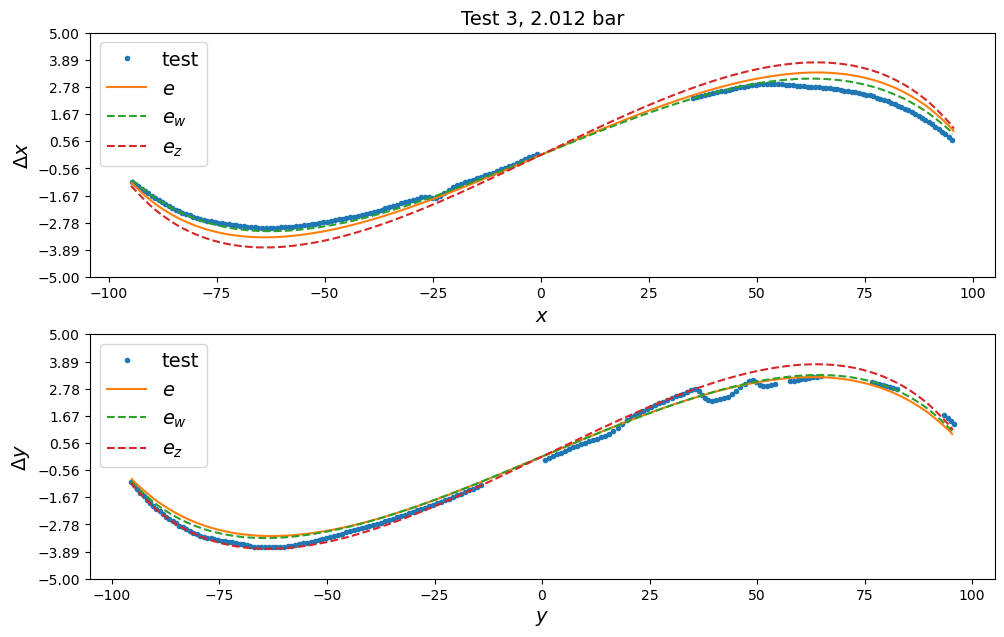 Test 3, 2.012 bar
5.00
3.89
2.78
1.67
0.56
−0.56
−1.67
−2.78
−3.89
−5.00
Δx
test
e
e_w
e_z
−100 −75 −50 −25 0 25 50 75 100
x
5.00
3.89
2.78
1.67
0.56
−0.56
−1.67
−2.78
−3.89
−5.00
Δy
test
e
e_w
e_z
−100 −75 −50 −25 0 25 50 75 100
y